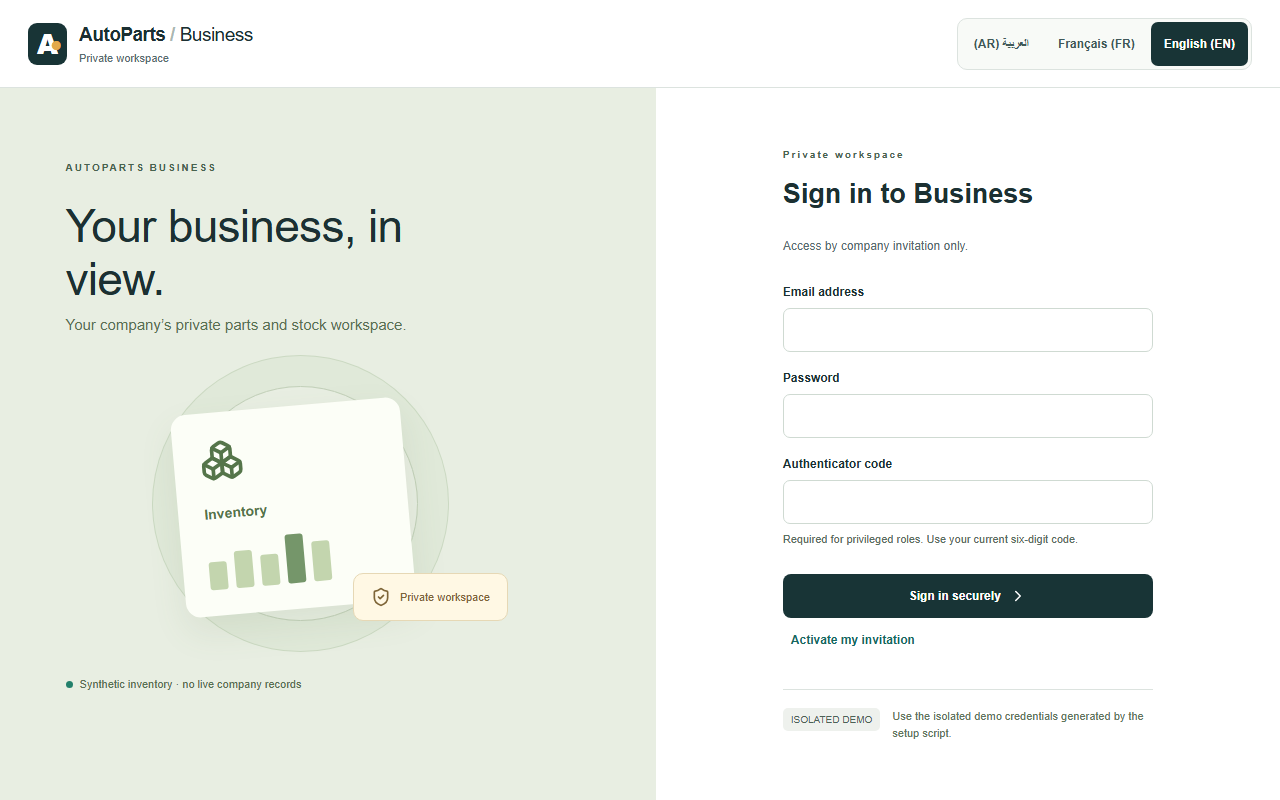 AutoParts / Business
Private workspace
العربية (AR)
Français (FR)
English (EN)
AUTOPARTS BUSINESS
Your business, in
view.
Your company's private parts and stock workspace.
Inventory
Private workspace
Synthetic inventory · no live company records
Private workspace
Sign in to Business
Access by company invitation only.
Email address
Password
Authenticator code
Required for privileged roles. Use your current six-digit code.
Sign in securely
Activate my invitation
ISOLATED DEMO
Use the isolated demo credentials generated by the
setup script.